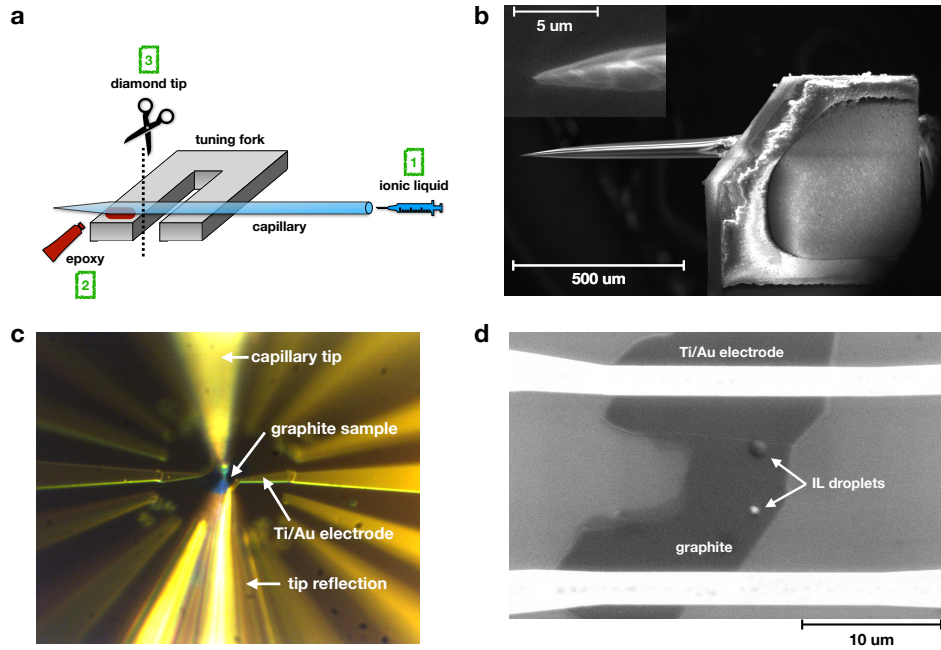 a
3
diamond tip
tuning fork
1
ionic liquid
capillary
epoxy
2
b
5 um
500 um
c
capillary tip
graphite sample
Ti/Au electrode
tip reflection
d
Ti/Au electrode
IL droplets
graphite
10 um